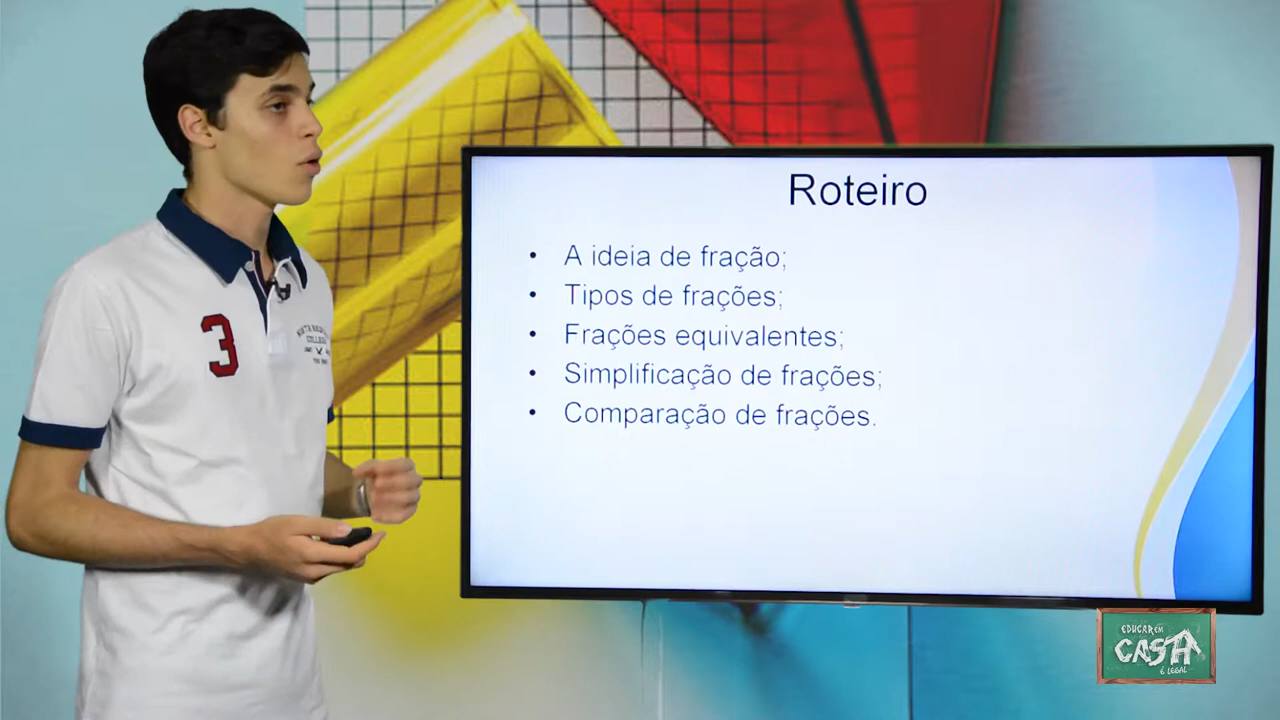 Roteiro
• A ideia de fração;
• Tipos de frações;
• Frações equivalentes;
• Simplificação de frações;
• Comparação de frações.
3
COLLEGE
EDUCAR EM
CASA
É LEGAL